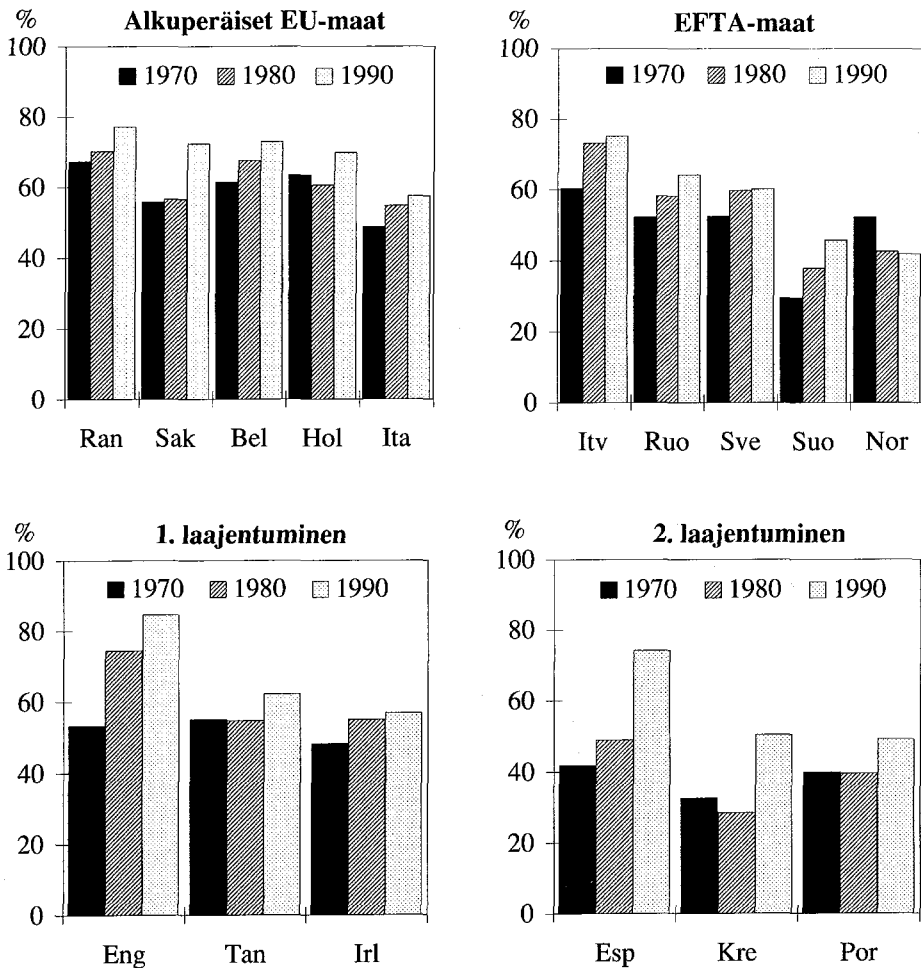 %
Alkuperäiset EU-maat
100
1970 1980 1990
80
60
40
20
0
Ran Sak Bel Hol Ita
%
EFTA-maat
100
1970 1980 1990
80
60
40
20
0
Itv Ruo Sve Suo Nor
%
1. laajentuminen
100
1970 1980 1990
80
60
40
20
0
Eng Tan Irl
%
2. laajentuminen
100
1970 1980 1990
80
60
40
20
0
Esp Kre Por